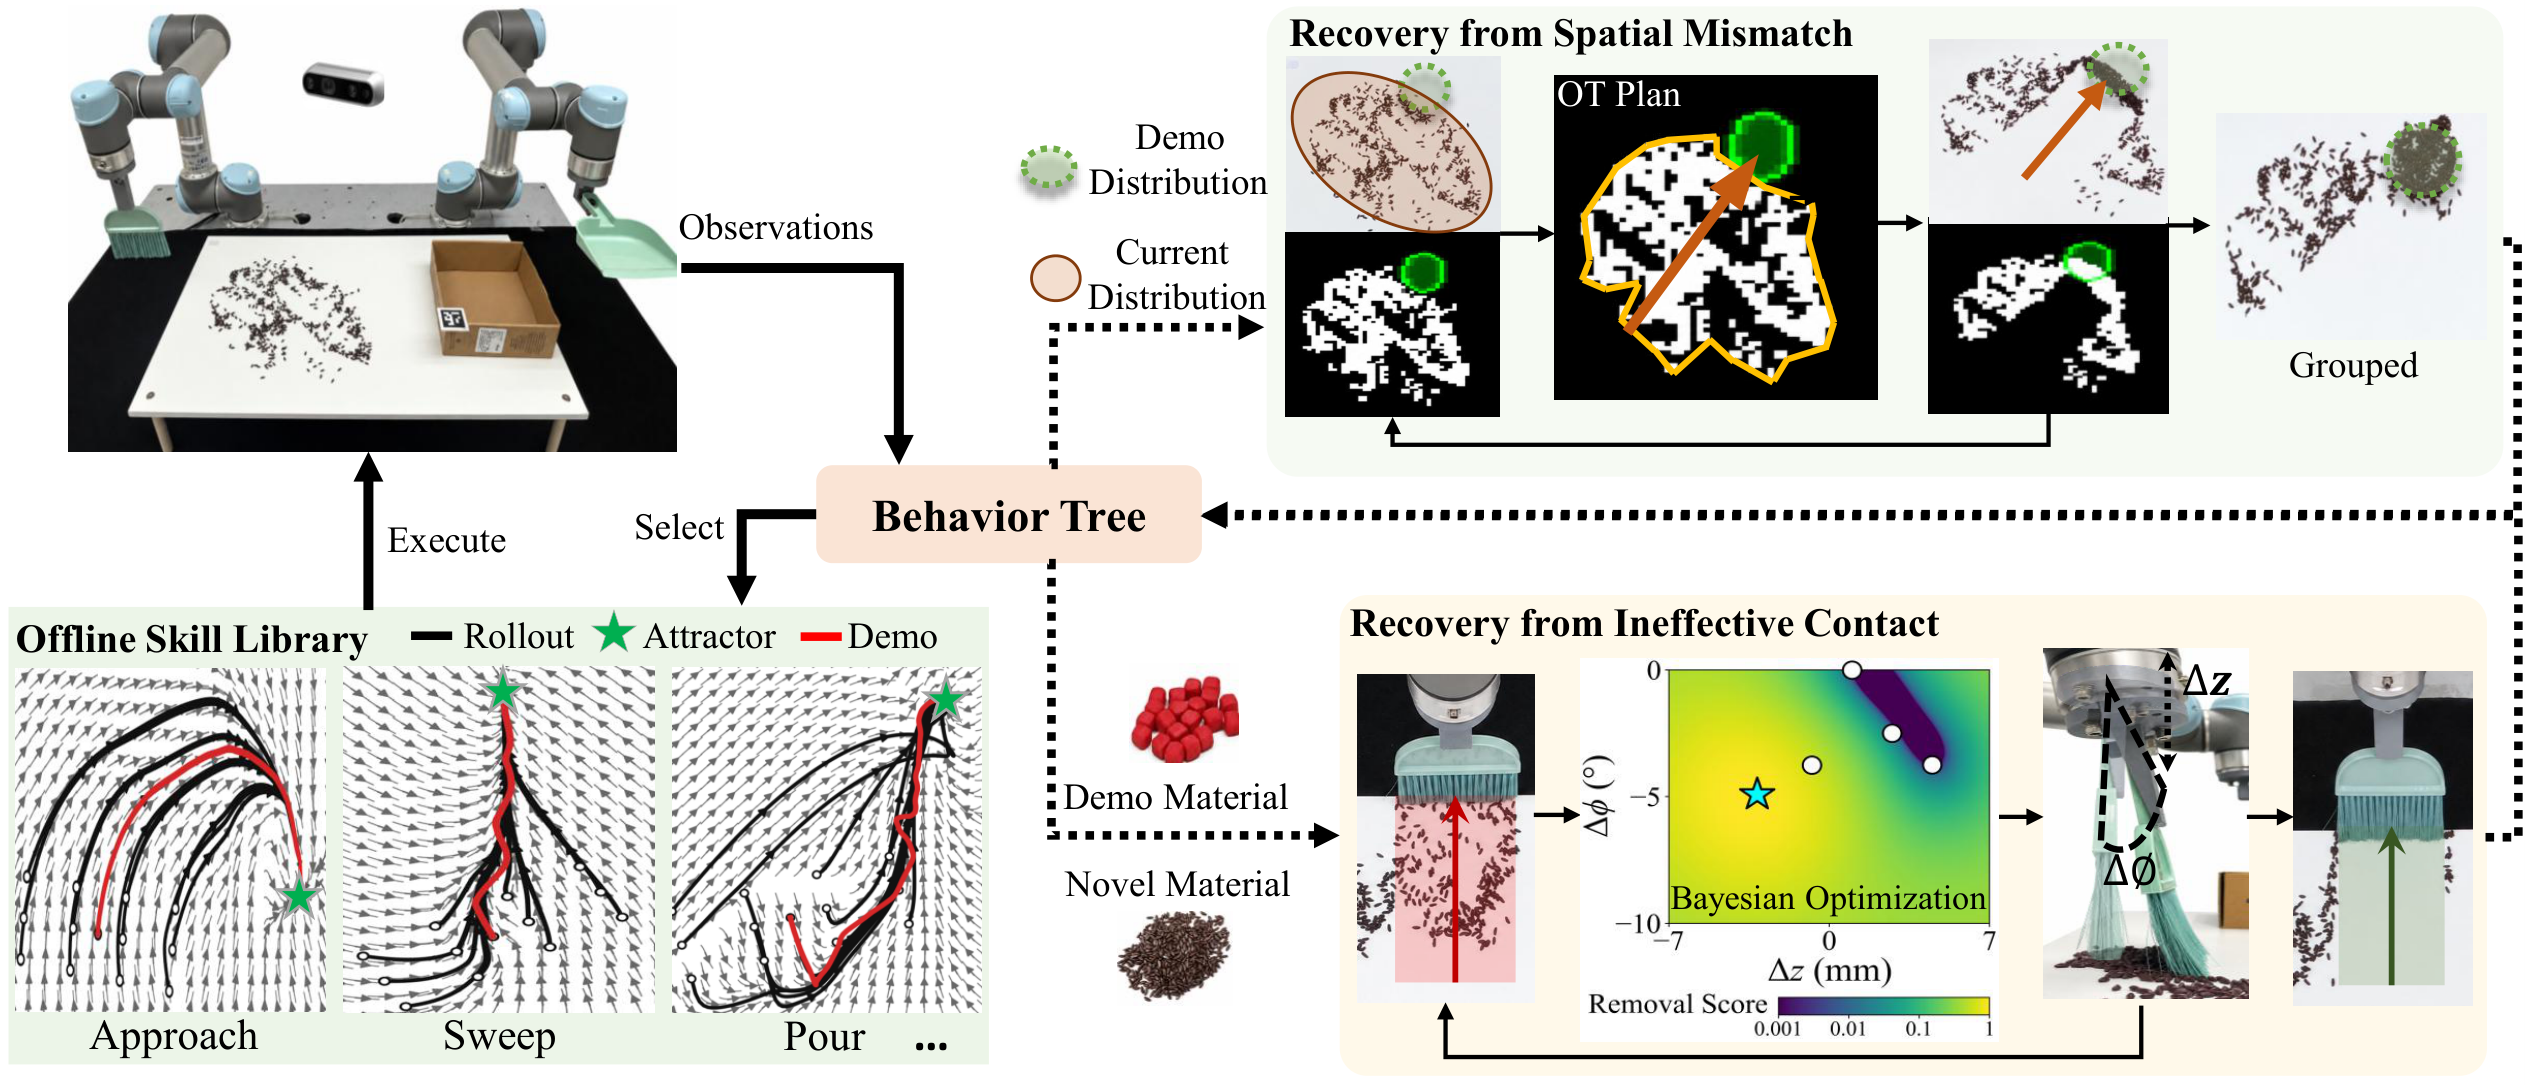 Recovery from Spatial Mismatch
OT Plan
Demo
Distribution
Current
Distribution
Grouped
Observations
Behavior Tree
Select
Execute
Offline Skill Library
Rollout
Attractor
Demo
Approach
Sweep
Pour
...
Demo Material
Novel Material
Recovery from Ineffective Contact
0
−5
−10
Δϕ (°)
−7
0
7
Δz (mm)
Bayesian Optimization
Removal Score
0.001
0.01
0.1
1
Δz
Δ∅